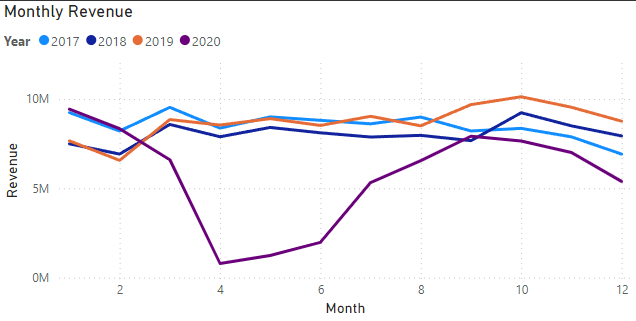 Monthly Revenue
Year 2017 2018 2019 2020
10M
5M
0M
Revenue
2 4 6 8 10 12
Month